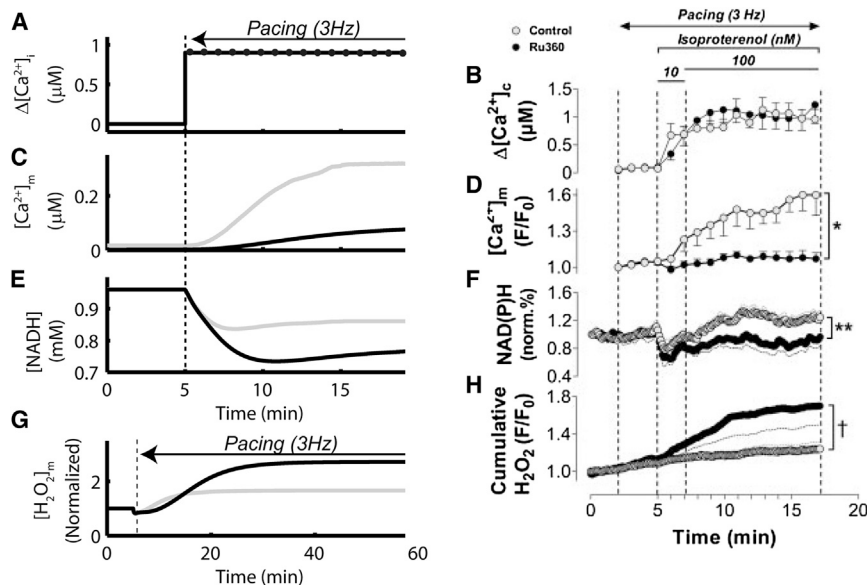 A
Pacing (3Hz)
Δ[Ca²⁺]ᵢ
(μM)
1
0
C
[Ca²⁺]ₘ
(μM)
0.2
0
E
[NADH]
(mM)
0.9
0.8
0.7
0
5
10
15
Time (min)
G
Pacing (3Hz)
[H₂O₂]ₘ
(Normalized)
2
0
0
20
40
60
Time (min)
Control
Ru360
Pacing (3 Hz)
Isoproterenol (nM)
10
100
B
Δ[Ca²⁺]c
(μM)
1.5
1
0.5
0
D
[Ca²⁺]ₘ
(F/F₀)
1.6
1.3
1.0
*
F
NAD(P)H
(norm.%)
1.6
1.2
0.8
0.4
**
H
Cumulative
H₂O₂ (F/F₀)
1.8
1.4
1.0
†
0
5
10
15
20
Time (min)